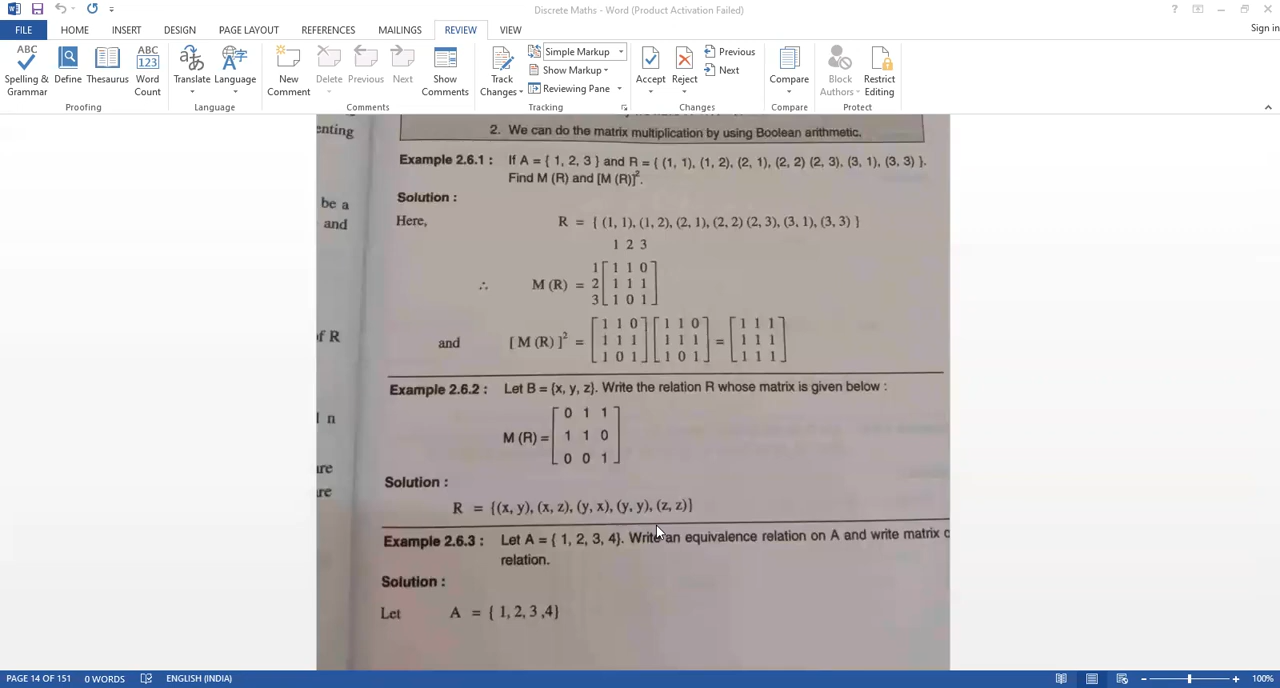 Discrete Maths - Word (Product Activation Failed)
Sign in
FILE HOME INSERT DESIGN PAGE LAYOUT REFERENCES MAILINGS REVIEW VIEW
ABC Spelling & Grammar
Define
Thesaurus
ABC 123 Word Count
Proofing
Translate
Language
Language
New Comment
Delete
Previous
Next
Show Comments
Comments
Track Changes
Simple Markup
Show Markup
Reviewing Pane
Tracking
Accept
Reject
Previous
Next
Changes
Compare
Compare
Block Authors
Restrict Editing
Protect
enting
be a
and
of R
n
are
re
2. We can do the matrix multiplication by using Boolean arithmetic.
Example 2.6.1 : If A = { 1, 2, 3 } and R = { (1, 1), (1, 2), (2, 1), (2, 2) (2, 3), (3, 1), (3, 3) }.
Find M (R) and [M (R)]².
Solution :
Here, R = { (1, 1), (1, 2), (2, 1), (2, 2) (2, 3), (3, 1), (3, 3) }
1 2 3
1 [ 1 1 0 ]
∴ M (R) = 2 [ 1 1 1 ]
3 [ 1 0 1 ]
[ 1 1 0 ] [ 1 1 0 ] [ 1 1 1 ]
and [ M (R) ]² = [ 1 1 1 ] [ 1 1 1 ] = [ 1 1 1 ]
[ 1 0 1 ] [ 1 0 1 ] [ 1 1 1 ]
Example 2.6.2 : Let B = {x, y, z}. Write the relation R whose matrix is given below :
[ 0 1 1 ]
M (R) = [ 1 1 0 ]
[ 0 0 1 ]
Solution :
R = {(x, y), (x, z), (y, x), (y, y), (z, z)}
Example 2.6.3 : Let A = { 1, 2, 3, 4}. Write an equivalence relation on A and write matrix
relation.
Solution :
Let A = { 1, 2, 3 ,4}
PAGE 14 OF 151 0 WORDS ENGLISH (INDIA) 100%